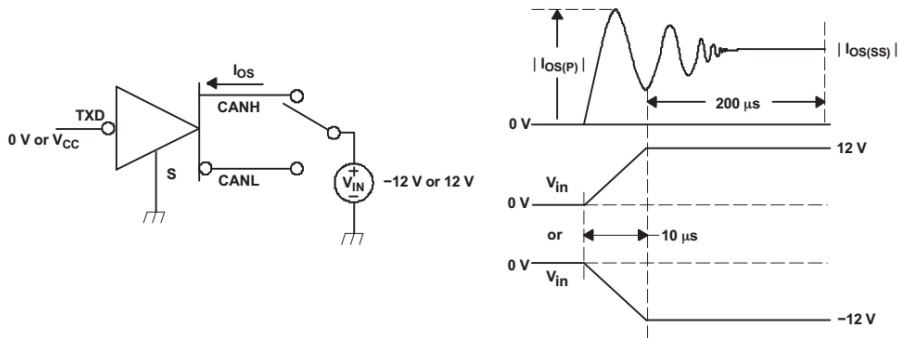 IOS
TXD
CANH
0 V or VCC
S
CANL
VIN
−12 V or 12 V
| IOS(P) |
| IOS(SS) |
200 µs
0 V
12 V
Vin
0 V
or
10 µs
0 V
Vin
−12 V